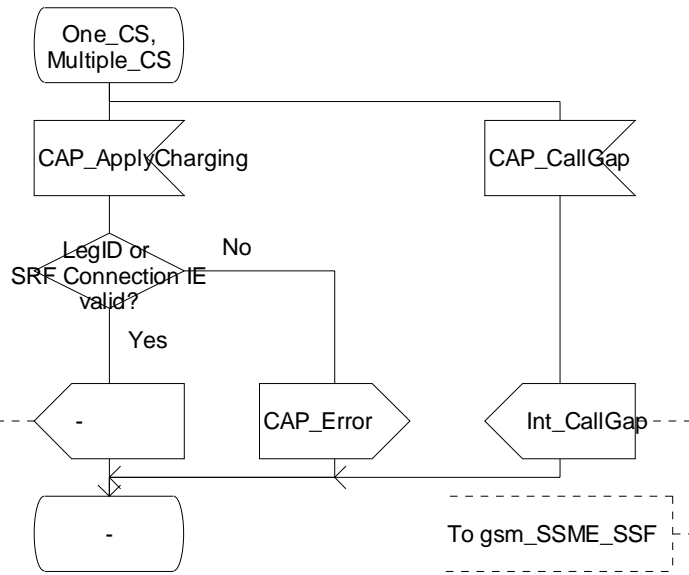 One_CS,
Multiple_CS
CAP_ApplyCharging
CAP_CallGap
LegID or
SRF Connection IE
valid?
No
Yes
-
CAP_Error
Int_CallGap
-
To gsm_SSME_SSF